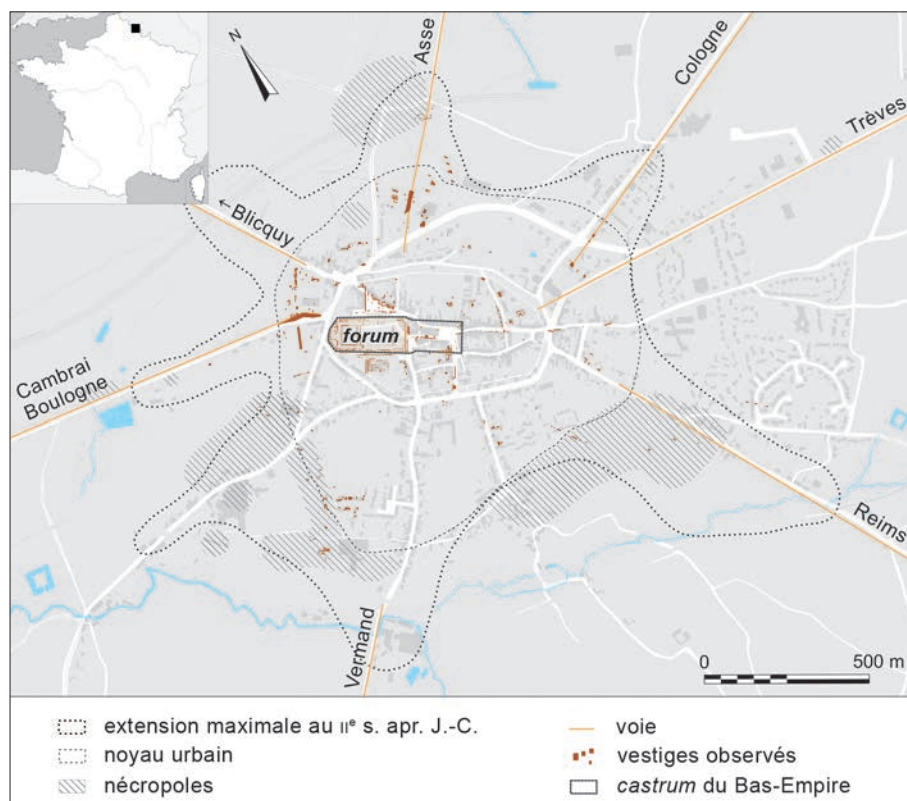 N
Asse
Cologne
Trèves
←Blicquy
forum
Cambrai
Boulogne
Reims
Vermand
0 500 m
extension maximale au IIe s. apr. J.-C.
noyau urbain
nécropoles
voie
vestiges observés
castrum du Bas-Empire